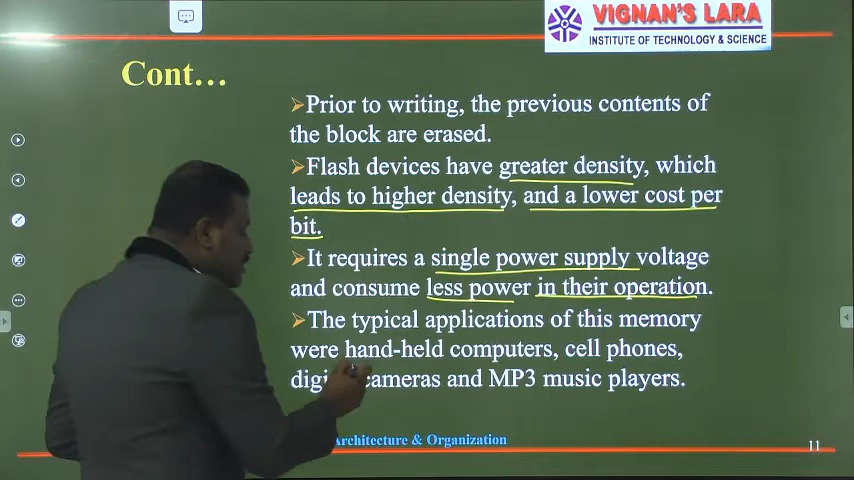 VIGNAN'S LARA
INSTITUTE OF TECHNOLOGY & SCIENCE
Cont…
➢Prior to writing, the previous contents of
the block are erased.
➢Flash devices have greater density, which
leads to higher density, and a lower cost per
bit.
➢It requires a single power supply voltage
and consume less power in their operation.
➢The typical applications of this memory
were hand-held computers, cell phones,
cameras and MP3 music players.
Architecture & Organization
11